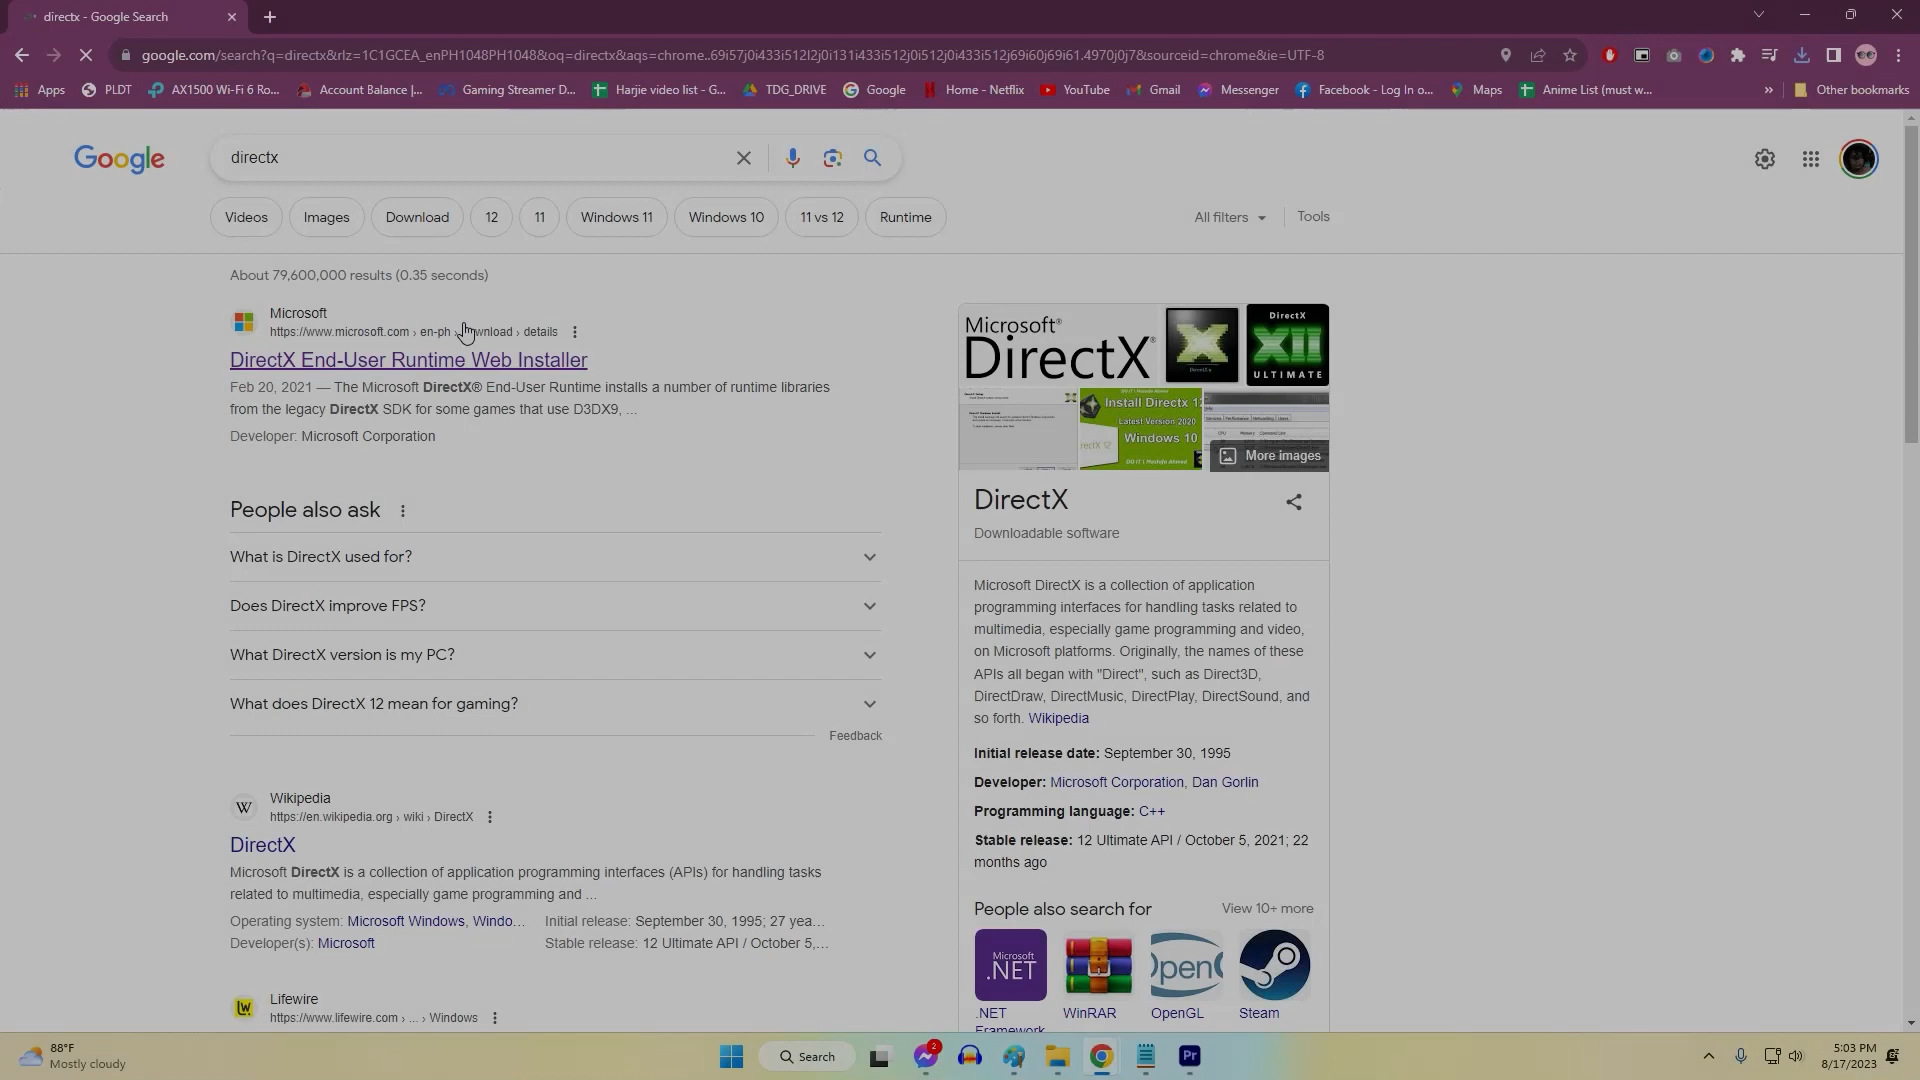 directx - Google Search
google.com/search?q=directx&rlz=1C1GCEA_enPH1048PH1048&oq=directx&aqs=chrome..69i57j0i433i512l2j0i131i433i512j0i512j0i433i512j69i60j69i61.4970j0j7&sourceid=chrome&ie=UTF-8
Apps PLDT AX1500 Wi-Fi 6 Ro... Account Balance |... Gaming Streamer D... Harjie video list - G... TDG_DRIVE Google Home - Netflix YouTube Gmail Messenger Facebook - Log In o... Maps Anime List (must w... » Other bookmarks
Google directx
Videos Images Download 12 11 Windows 11 Windows 10 11 vs 12 Runtime All filters Tools
About 79,600,000 results (0.35 seconds)
Microsoft
https://www.microsoft.com › en-ph › download › details
DirectX End-User Runtime Web Installer
Feb 20, 2021 — The Microsoft DirectX® End-User Runtime installs a number of runtime libraries
from the legacy DirectX SDK for some games that use D3DX9, ...
Developer: Microsoft Corporation
People also ask
What is DirectX used for?
Does DirectX improve FPS?
What DirectX version is my PC?
What does DirectX 12 mean for gaming?
Feedback
Wikipedia
https://en.wikipedia.org › wiki › DirectX
DirectX
Microsoft DirectX is a collection of application programming interfaces (APIs) for handling tasks
related to multimedia, especially game programming and ...
Operating system: Microsoft Windows, Windo... Initial release: September 30, 1995; 27 yea...
Developer(s): Microsoft Stable release: 12 Ultimate API / October 5,...
Lifewire
https://www.lifewire.com › ... › Windows
Microsoft®
DirectX®
DirectX
XII
ULTIMATE
Install Directx 12
Latest Version 2020
Windows 10
More images
DirectX
Downloadable software
Microsoft DirectX is a collection of application
programming interfaces for handling tasks related to
multimedia, especially game programming and video,
on Microsoft platforms. Originally, the names of these
APIs all began with "Direct", such as Direct3D,
DirectDraw, DirectMusic, DirectPlay, DirectSound, and
so forth. Wikipedia
Initial release date: September 30, 1995
Developer: Microsoft Corporation, Dan Gorlin
Programming language: C++
Stable release: 12 Ultimate API / October 5, 2021; 22
months ago
People also search for View 10+ more
Microsoft
.NET
.NET WinRAR OpenGL Steam
Framework
88°F
Mostly cloudy
Search
2
Pr
5:03 PM
8/17/2023